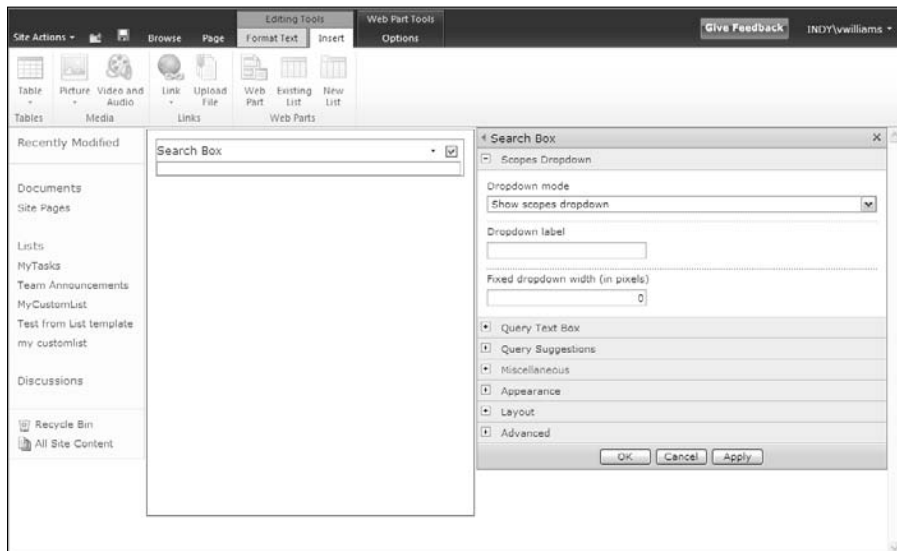 Editing Tools
Web Part Tools
Site Actions
Browse
Page
Format Text
Insert
Options
Give Feedback
INDY\vwilliams
Table
Picture
Video and Audio
Link
Upload File
Web Part
Existing List
New List
Tables
Media
Links
Web Parts
Recently Modified
Documents
Site Pages
Lists
MyTasks
Team Announcements
MyCustomList
Test from List template
my customlist
Discussions
Recycle Bin
All Site Content
Search Box
Search Box
Scopes Dropdown
Dropdown mode
Show scopes dropdown
Dropdown label
Fixed dropdown width (in pixels)
0
Query Text Box
Query Suggestions
Miscellaneous
Appearance
Layout
Advanced
OK
Cancel
Apply